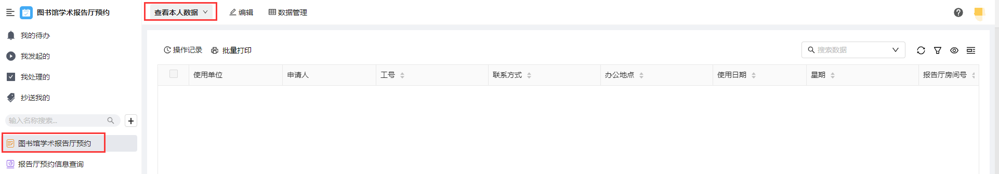 图书馆学术报告厅预约
查看本人数据 编辑 数据管理
我的待办
我发起的
我处理的
抄送我的
输入名称搜索...
图书馆学术报告厅预约
报告厅预约信息查询
操作记录 批量打印
搜索数据
使用单位 申请人 工号 联系方式 办公地点 使用日期 星期 报告厅房间号